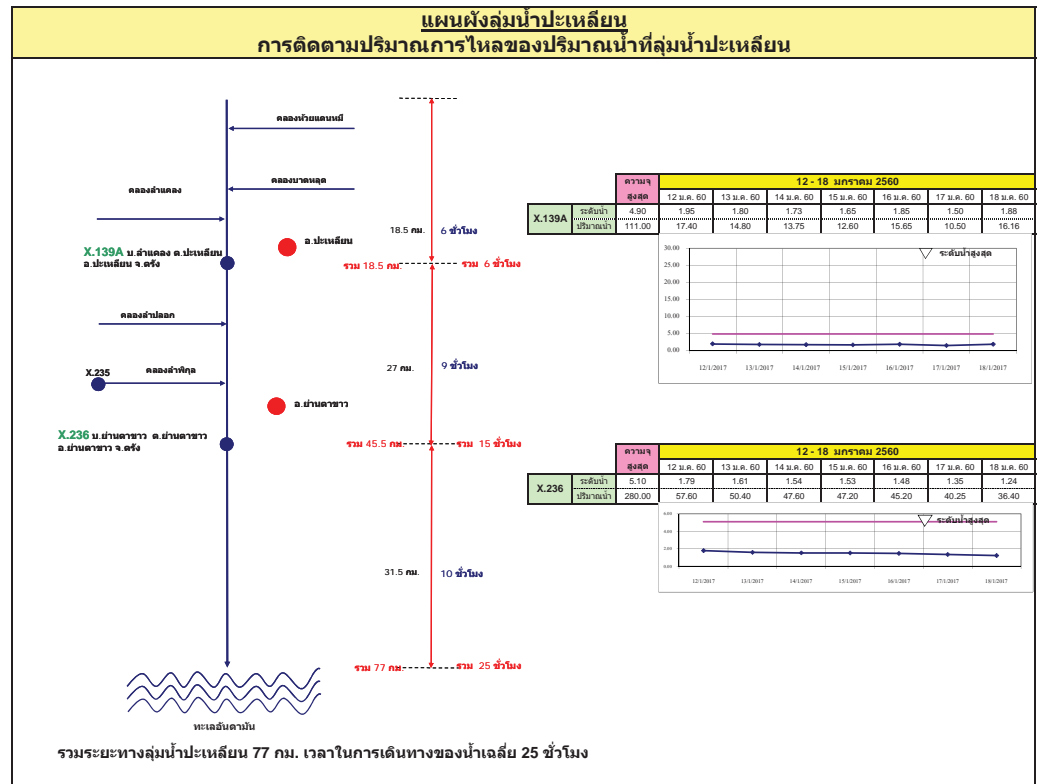 แผนผังลุ่มน้ำปะเหลียน
การติดตามปริมาณการไหลของปริมาณน้ำที่ลุ่มน้ำปะเหลียน
คลองห้วยแดนหมี
คลองบาดหลุด
คลองลำแคลง
18.5 กม. 6 ชั่วโมง
อ.ปะเหลียน
X.139A บ.ลำแคลง ต.ปะเหลียน
อ.ปะเหลียน จ.ตรัง
รวม 18.5 กม. รวม 6 ชั่วโมง
คลองลำปลอก
X.235
คลองลำพิกุล
27 กม. 9 ชั่วโมง
อ.ย่านตาขาว
X.236 บ.ย่านตาขาว ต.ย่านตาขาว
อ.ย่านตาขาว จ.ตรัง
รวม 45.5 กม. รวม 15 ชั่วโมง
31.5 กม. 10 ชั่วโมง
รวม 77 กม. รวม 25 ชั่วโมง
ทะเลอันดามัน
รวมระยะทางลุ่มน้ำปะเหลียน 77 กม. เวลาในการเดินทางของน้ำเฉลี่ย 25 ชั่วโมง
ความจุ 12 - 18 มกราคม 2560
สูงสุด 12 ม.ค. 60 13 ม.ค. 60 14 ม.ค. 60 15 ม.ค. 60 16 ม.ค. 60 17 ม.ค. 60 18 ม.ค. 60
X.139A
ระดับน้ำ 4.90 1.95 1.80 1.73 1.65 1.85 1.50 1.88
ปริมาณน้ำ 111.00 17.40 14.80 13.75 12.60 15.65 10.50 16.16
ระดับน้ำสูงสุด
30.00
25.00
20.00
15.00
10.00
5.00
0.00
12/1/2017 13/1/2017 14/1/2017 15/1/2017 16/1/2017 17/1/2017 18/1/2017
ความจุ 12 - 18 มกราคม 2560
สูงสุด 12 ม.ค. 60 13 ม.ค. 60 14 ม.ค. 60 15 ม.ค. 60 16 ม.ค. 60 17 ม.ค. 60 18 ม.ค. 60
X.236
ระดับน้ำ 5.10 1.79 1.61 1.54 1.53 1.48 1.35 1.24
ปริมาณน้ำ 280.00 57.60 50.40 47.60 47.20 45.20 40.25 36.40
ระดับน้ำสูงสุด
6.00
4.00
2.00
0.00
12/1/2017 13/1/2017 14/1/2017 15/1/2017 16/1/2017 17/1/2017 18/1/2017